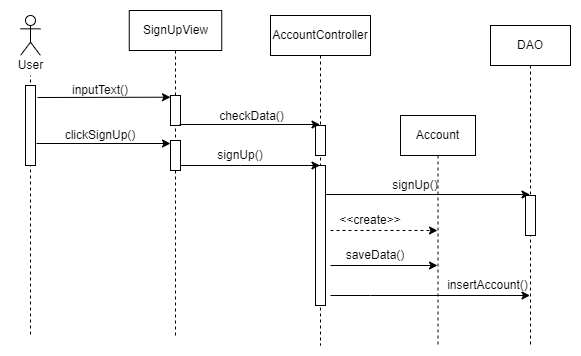 SignUpView
AccountController
DAO
User
inputText()
checkData()
Account
clickSignUp()
signUp()
signUp()
<<create>>
saveData()
insertAccount()